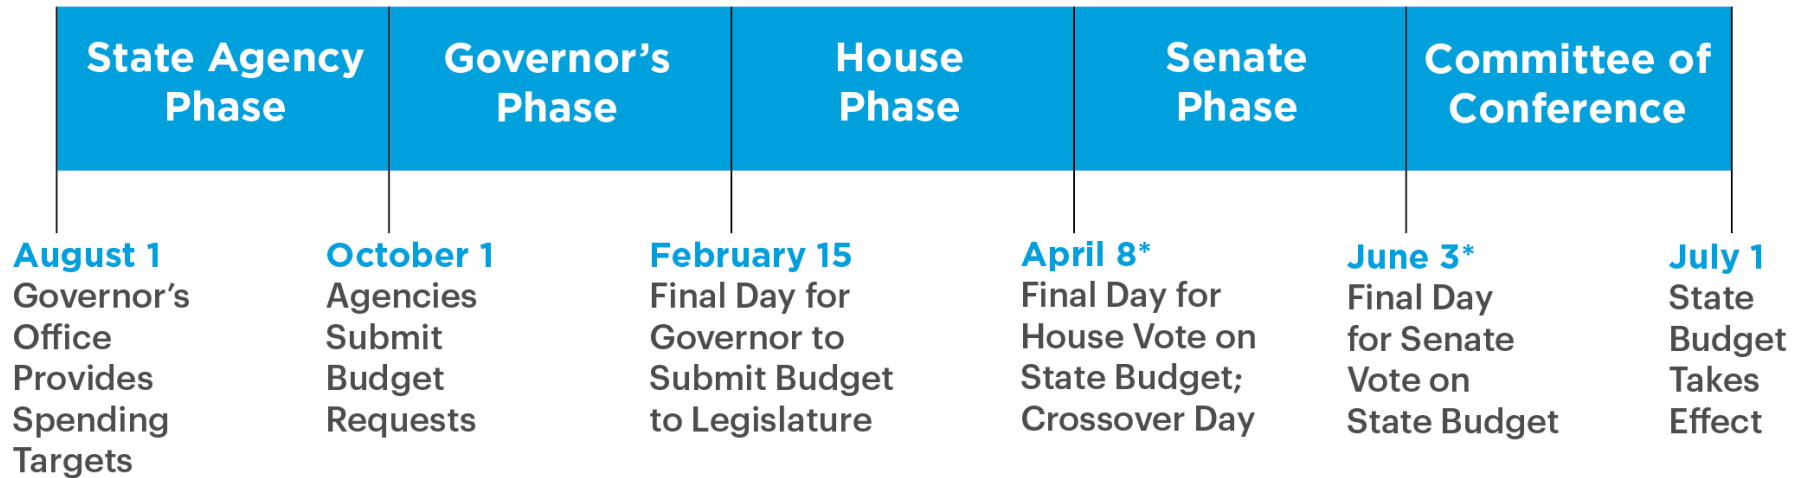 State Agency
Phase
Governor’s
Phase
House
Phase
Senate
Phase
Committee of
Conference
August 1
Governor’s
Office
Provides
Spending
Targets
October 1
Agencies
Submit
Budget
Requests
February 15
Final Day for
Governor to
Submit Budget
to Legislature
April 8*
Final Day for
House Vote on
State Budget;
Crossover Day
June 3*
Final Day
for Senate
Vote on
State Budget
July 1
State
Budget
Takes
Effect